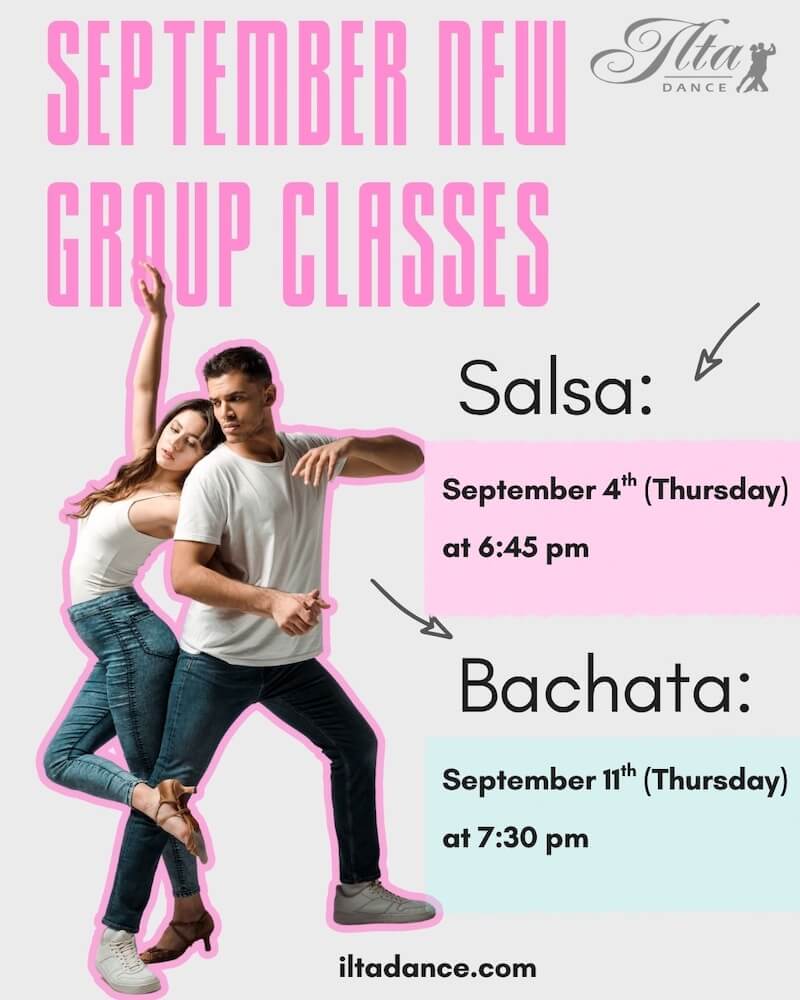 SEPTEMBER NEW
GROUP CLASSES
Ilta
DANCE
Salsa:
September 4th (Thursday)
at 6:45 pm
Bachata:
September 11th (Thursday)
at 7:30 pm
iltadance.com